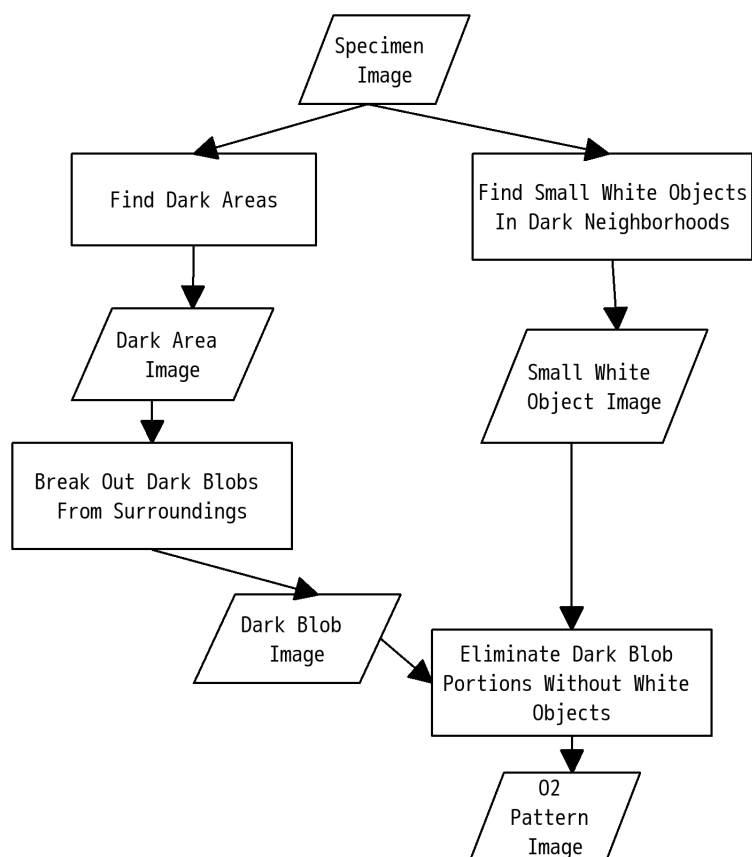 Specimen
Image
Find Dark Areas
Find Small White Objects
In Dark Neighborhoods
Dark Area
Image
Small White
Object Image
Break Out Dark Blobs
From Surroundings
Dark Blob
Image
Eliminate Dark Blob
Portions Without White
Objects
O2
Pattern
Image